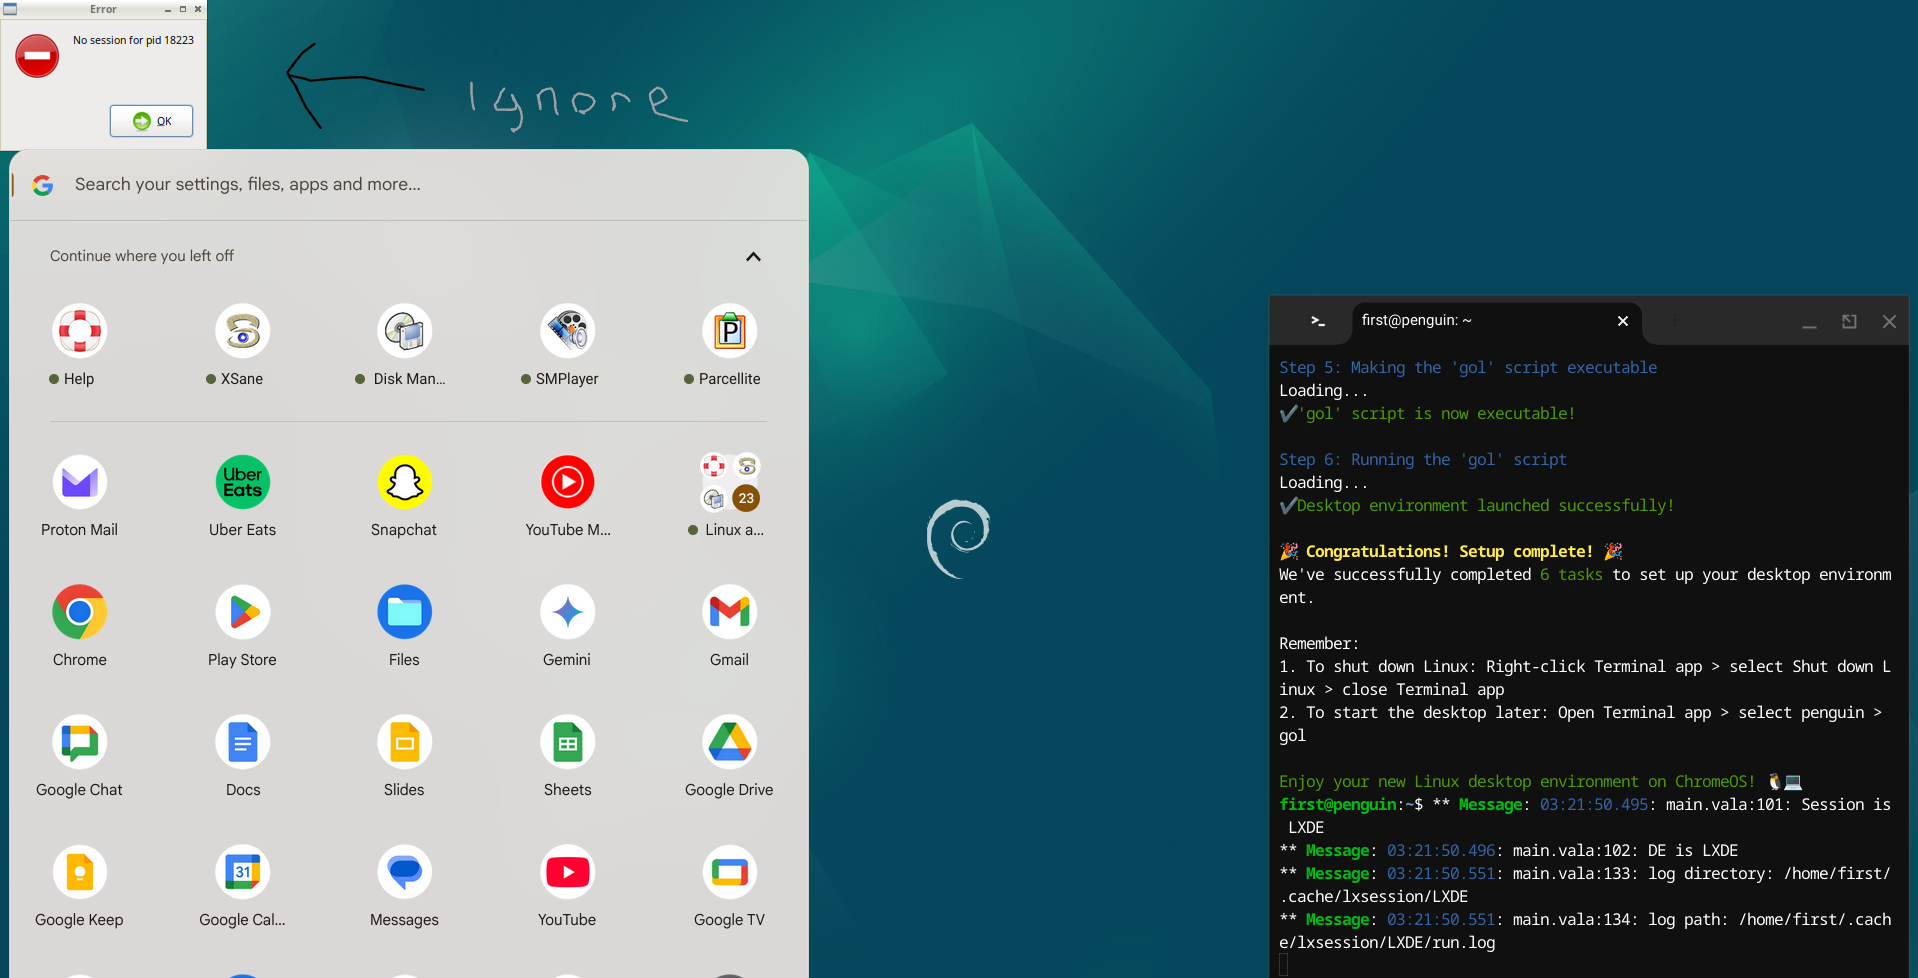 Error
No session for pid 18223
OK
Ignore
Search your settings, files, apps and more...
Continue where you left off
Help
XSane
Disk Man...
SMPlayer
P
Parcellite
Proton Mail
Uber
Eats
Uber Eats
Snapchat
YouTube M...
23
Linux a...
Chrome
Play Store
Files
Gemini
Gmail
Google Chat
Docs
Slides
Sheets
Google Drive
Google Keep
31
Google Cal...
Messages
YouTube
Google TV
first@penguin: ~
Step 5: Making the 'gol' script executable
Loading...
✔'gol' script is now executable!
Step 6: Running the 'gol' script
Loading...
✔Desktop environment launched successfully!
🎉 Congratulations! Setup complete! 🎉
We've successfully completed 6 tasks to set up your desktop environm
ent.
Remember:
1. To shut down Linux: Right-click Terminal app > select Shut down L
inux > close Terminal app
2. To start the desktop later: Open Terminal app > select penguin >
gol
Enjoy your new Linux desktop environment on ChromeOS! 🐧💻
first@penguin:~$ ** Message: 03:21:50.495: main.vala:101: Session is
LXDE
** Message: 03:21:50.496: main.vala:102: DE is LXDE
** Message: 03:21:50.551: main.vala:133: log directory: /home/first/
.cache/lxsession/LXDE
** Message: 03:21:50.551: main.vala:134: log path: /home/first/.cach
e/lxsession/LXDE/run.log